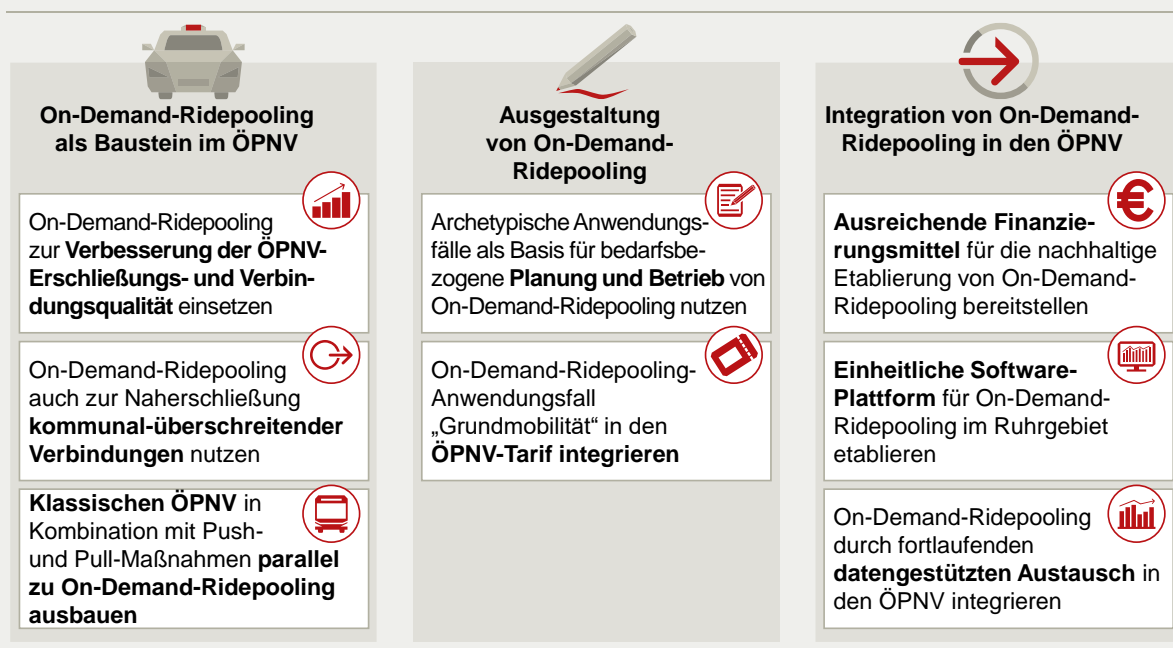 On-Demand-Ridepooling
als Baustein im ÖPNV
On-Demand-Ridepooling
zur Verbesserung der ÖPNV-
Erschließungs- und Verbin-
dungsqualität einsetzen
On-Demand-Ridepooling
auch zur Naherschließung
kommunal-überschreitender
Verbindungen nutzen
Klassischen ÖPNV in
Kombination mit Push-
und Pull-Maßnahmen parallel
zu On-Demand-Ridepooling
ausbauen
Ausgestaltung
von On-Demand-
Ridepooling
Archetypische Anwendungs-
fälle als Basis für bedarfsbe-
zogene Planung und Betrieb von
On-Demand-Ridepooling nutzen
On-Demand-Ridepooling-
Anwendungsfall
„Grundmobilität“ in den
ÖPNV-Tarif integrieren
Integration von On-Demand-
Ridepooling in den ÖPNV
Ausreichende Finanzie-
rungsmittel für die nachhaltige
Etablierung von On-Demand-
Ridepooling bereitstellen
Einheitliche Software-
Plattform für On-Demand-
Ridepooling im Ruhrgebiet
etablieren
On-Demand-Ridepooling
durch fortlaufenden
datengestützten Austausch in
den ÖPNV integrieren